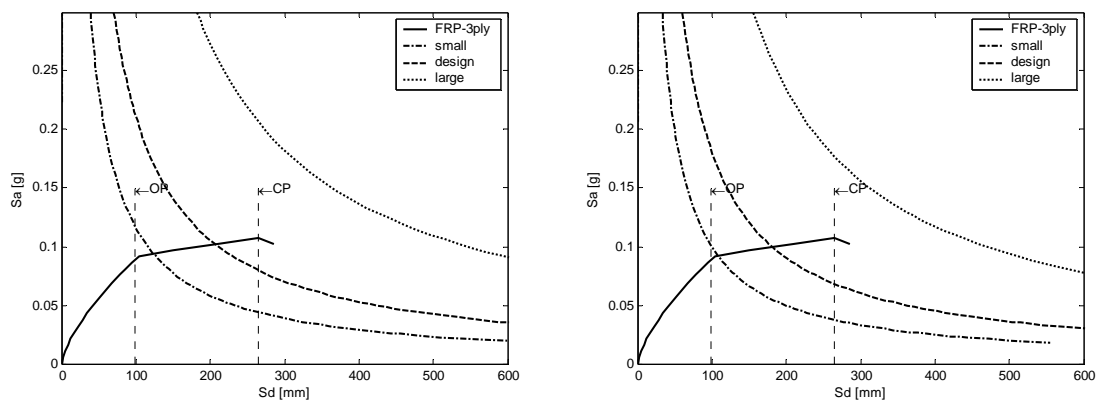 FRP-3ply
small
design
large
0.25
0.2
0.15
0.1
0.05
0
Sa [g]
←OP
←CP
0 100 200 300 400 500 600
Sd [mm]
FRP-3ply
small
design
large
0.25
0.2
0.15
0.1
0.05
0
Sa [g]
←OP
←CP
0 100 200 300 400 500 600
Sd [mm]